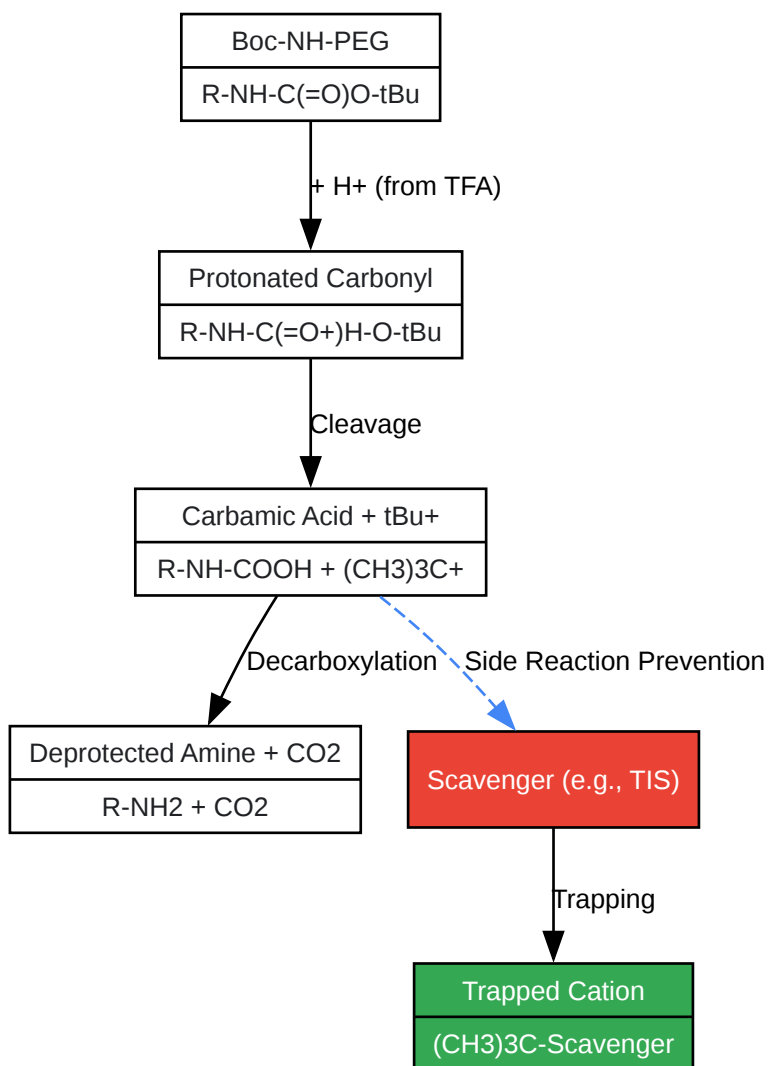 Boc-NH-PEG
R-NH-C(=O)O-tBu
+ H+ (from TFA)
Protonated Carbonyl
R-NH-C(=O+)H-O-tBu
Cleavage
Carbamic Acid + tBu+
R-NH-COOH + (CH3)3C+
Decarboxylation
Side Reaction Prevention
Deprotected Amine + CO2
R-NH2 + CO2
Scavenger (e.g., TIS)
Trapping
Trapped Cation
(CH3)3C-Scavenger